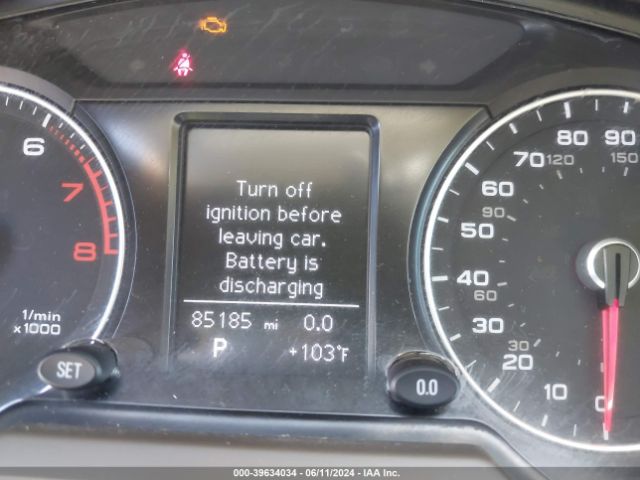 6
7
8
1/min
x1000
SET
Turn off
ignition before
leaving car.
Battery is
discharging
85185 mi 0.0
P +103°F
0.0
80 90
70 120 150
60
50 90
40 60
30
20 30
10
0
000-39634034 - 06/11/2024 - IAA Inc.